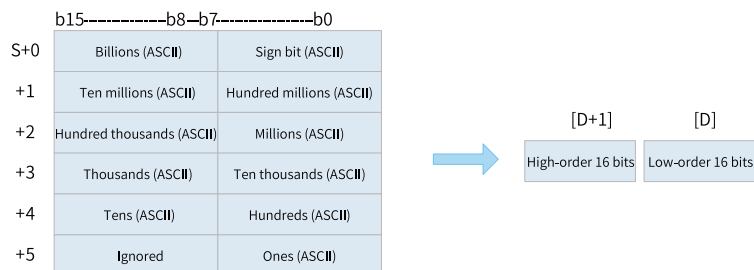 b15----------------b8--b7----------------b0
S+0 Billions (ASCII) Sign bit (ASCII)
+1 Ten millions (ASCII) Hundred millions (ASCII)
+2 Hundred thousands (ASCII) Millions (ASCII)
[D+1] [D]
+3 Thousands (ASCII) Ten thousands (ASCII) High-order 16 bits Low-order 16 bits
+4 Tens (ASCII) Hundreds (ASCII)
+5 Ignored Ones (ASCII)